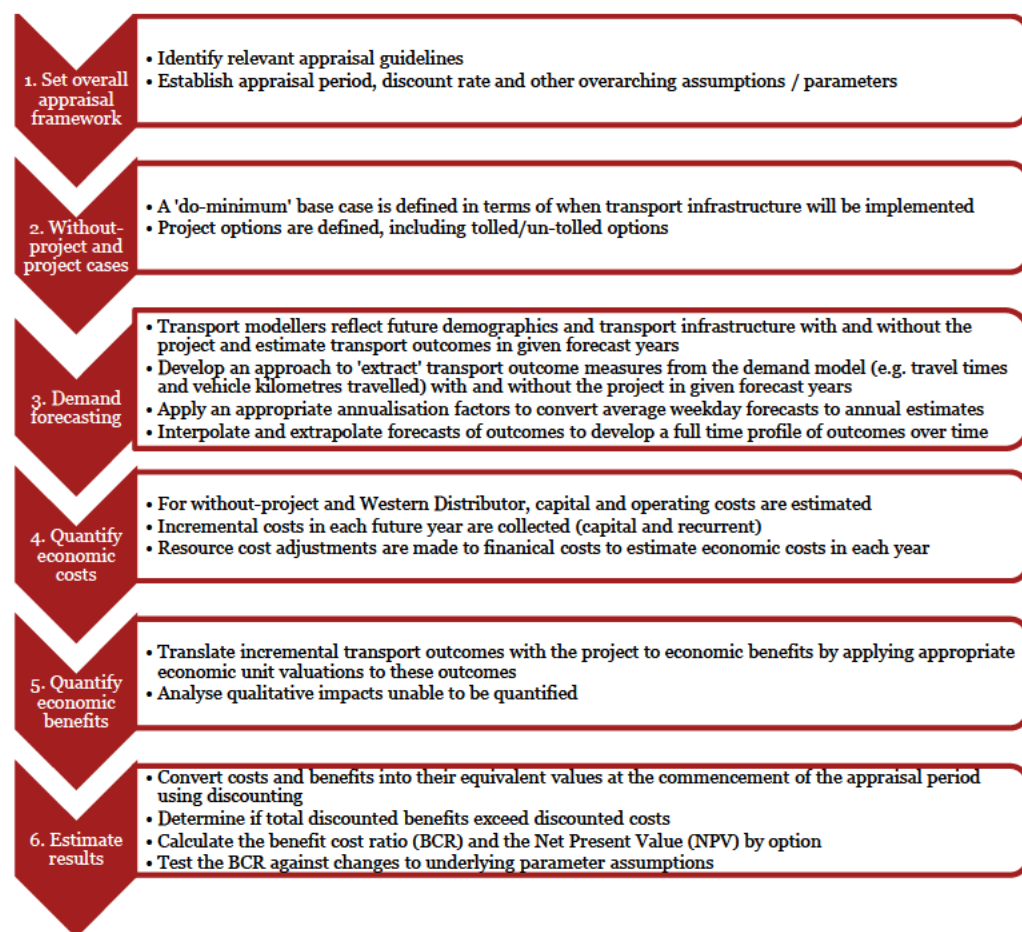 1. Set overall
appraisal
framework
• Identify relevant appraisal guidelines
• Establish appraisal period, discount rate and other overarching assumptions / parameters
2. Without-
project and
project cases
• A 'do-minimum' base case is defined in terms of when transport infrastructure will be implemented
• Project options are defined, including tolled/un-tolled options
3. Demand
forecasting
• Transport modellers reflect future demographics and transport infrastructure with and without the
project and estimate transport outcomes in given forecast years
• Develop an approach to 'extract' transport outcome measures from the demand model (e.g. travel times
and vehicle kilometres travelled) with and without the project in given forecast years
• Apply an appropriate annualisation factors to convert average weekday forecasts to annual estimates
• Interpolate and extrapolate forecasts of outcomes to develop a full time profile of outcomes over time
4. Quantify
economic
costs
• For without-project and Western Distributor, capital and operating costs are estimated
• Incremental costs in each future year are collected (capital and recurrent)
• Resource cost adjustments are made to finanical costs to estimate economic costs in each year
5. Quantify
economic
benefits
• Translate incremental transport outcomes with the project to economic benefits by applying appropriate
economic unit valuations to these outcomes
• Analyse qualitative impacts unable to be quantified
6. Estimate
results
• Convert costs and benefits into their equivalent values at the commencement of the appraisal period
using discounting
• Determine if total discounted benefits exceed discounted costs
• Calculate the benefit cost ratio (BCR) and the Net Present Value (NPV) by option
• Test the BCR against changes to underlying parameter assumptions